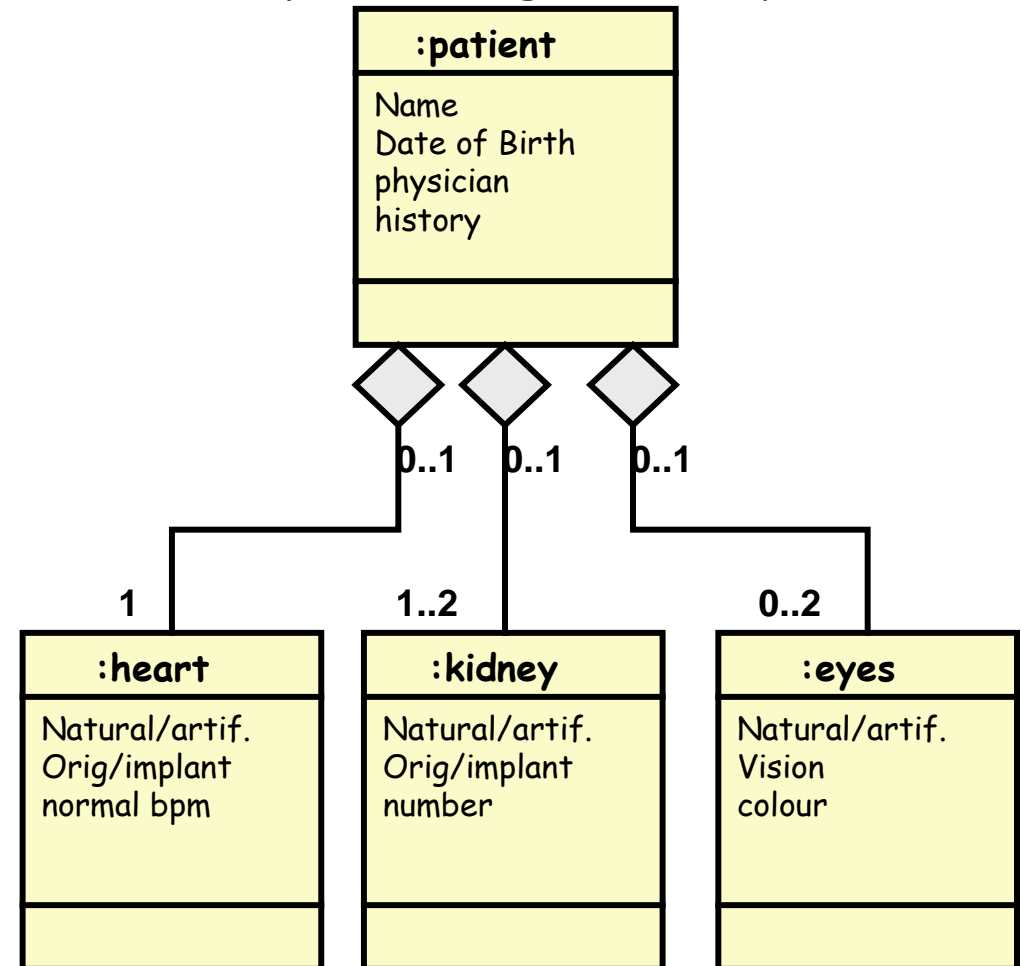 :patient
Name
Date of Birth
physician
history
0..1 0..1 0..1
1 1..2 0..2
:heart
Natural/artif.
Orig/implant
normal bpm
:kidney
Natural/artif.
Orig/implant
number
:eyes
Natural/artif.
Vision
colour